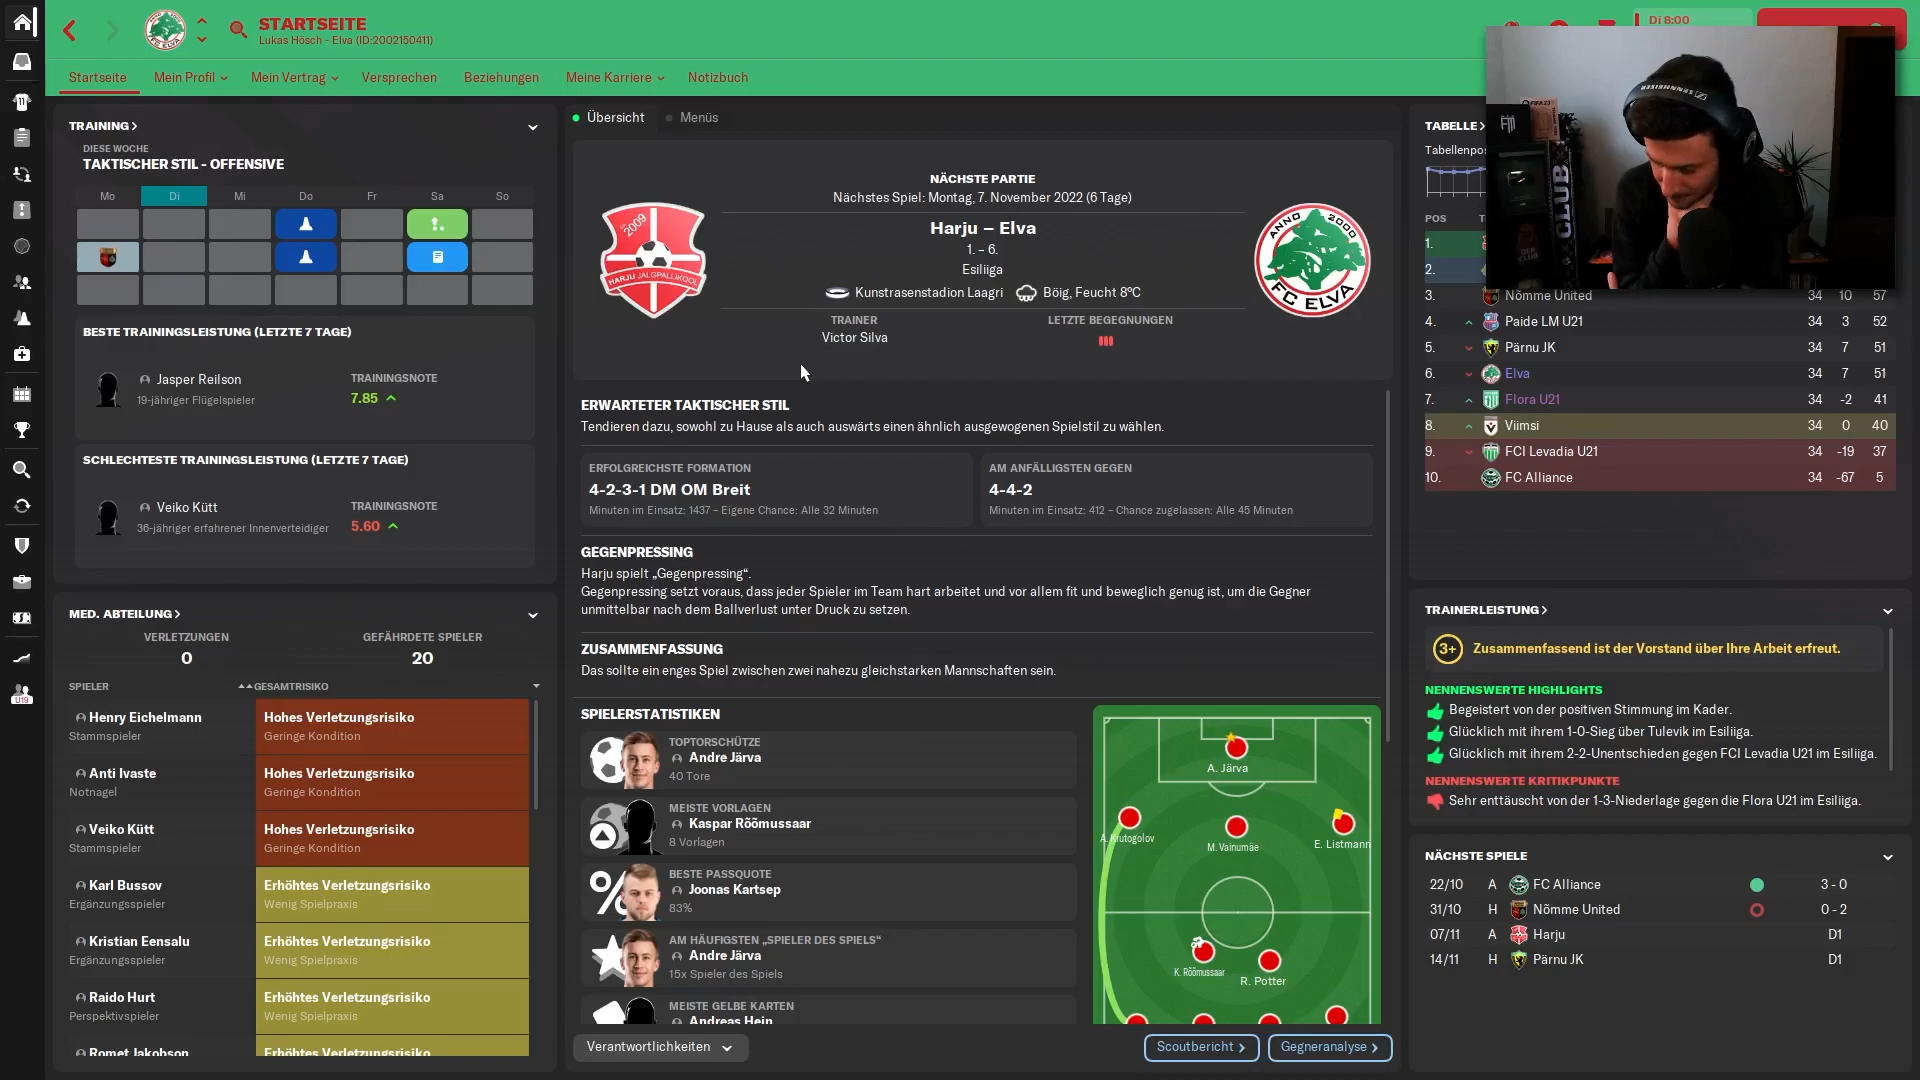 STARTSEITE
Lukas Hösch - Elva (ID:2002150411)
Di 8:00
Startseite
Mein Profil
Mein Vertrag
Versprechen
Beziehungen
Meine Karriere
Notizbuch
TRAINING
DIESE WOCHE
TAKTISCHER STIL - OFFENSIVE
Mo Di Mi Do Fr Sa So
BESTE TRAININGSLEISTUNG (LETZTE 7 TAGE)
Jasper Reilson
19-jähriger Flügelspieler
TRAININGSNOTE
7.85
SCHLECHTESTE TRAININGSLEISTUNG (LETZTE 7 TAGE)
Veiko Kütt
36-jähriger erfahrener Innenverteidiger
TRAININGSNOTE
5.60
MED. ABTEILUNG
VERLETZUNGEN
0
GEFÄHRDETE SPIELER
20
SPIELER GESAMTRISIKO
Henry Eichelmann Hohes Verletzungsrisiko
Stammspieler Geringe Kondition
Anti Ivaste Hohes Verletzungsrisiko
Notnagel Geringe Kondition
Veiko Kütt Hohes Verletzungsrisiko
Stammspieler Geringe Kondition
Karl Bussov Erhöhtes Verletzungsrisiko
Ergänzungsspieler Wenig Spielpraxis
Kristian Eensalu Erhöhtes Verletzungsrisiko
Ergänzungsspieler Wenig Spielpraxis
Raido Hurt Erhöhtes Verletzungsrisiko
Perspektivspieler Wenig Spielpraxis
Romet Jakobson Erhöhtes Verletzungsrisiko
U19
Übersicht
Menüs
NÄCHSTE PARTIE
Nächstes Spiel: Montag, 7. November 2022 (6 Tage)
Harju – Elva
1. – 6.
Esiliiga
Kunstrasenstadion Laagri
Böig, Feucht 8°C
TRAINER
Victor Silva
LETZTE BEGEGNUNGEN
2009
HARJU JALGPALLIKOOL
ANNO 2000
FC ELVA
ERWARTETER TAKTISCHER STIL
Tendieren dazu, sowohl zu Hause als auch auswärts einen ähnlich ausgewogenen Spielstil zu wählen.
ERFOLGREICHSTE FORMATION
4-2-3-1 DM OM Breit
Minuten im Einsatz: 1437 – Eigene Chance: Alle 32 Minuten
AM ANFÄLLIGSTEN GEGEN
4-4-2
Minuten im Einsatz: 412 – Chance zugelassen: Alle 45 Minuten
GEGENPRESSING
Harju spielt „Gegenpressing“.
Gegenpressing setzt voraus, dass jeder Spieler im Team hart arbeitet und vor allem fit und beweglich genug ist, um die Gegner
unmittelbar nach dem Ballverlust unter Druck zu setzen.
ZUSAMMENFASSUNG
Das sollte ein enges Spiel zwischen zwei nahezu gleichstarken Mannschaften sein.
SPIELERSTATISTIKEN
TOPTORSCHÜTZE
Andre Järva
40 Tore
MEISTE VORLAGEN
Kaspar Rõõmussaar
8 Vorlagen
BESTE PASSQUOTE
Joonas Kartsep
83%
AM HÄUFIGSTEN „SPIELER DES SPIELS“
Andre Järva
15x Spieler des Spiels
MEISTE GELBE KARTEN
Andreas Hein
A. Järva
A. Krutogolov
M. Vainumäe
E. Listmann
K. Rõõmussaar
R. Potter
Verantwortlichkeiten
Scoutbericht
Gegneranalyse
TABELLE
POS
1.
2.
3. Nõmme United 34 10 57
4. Paide LM U21 34 3 52
5. Pärnu JK 34 7 51
6. Elva 34 7 51
7. Flora U21 34 -2 41
8. Viimsi 34 0 40
9. FCI Levadia U21 34 -19 37
10. FC Alliance 34 -67 5
SENNHEISER
CLUB
TRAINERLEISTUNG
3+ Zusammenfassend ist der Vorstand über Ihre Arbeit erfreut.
NENNENSWERTE HIGHLIGHTS
Begeistert von der positiven Stimmung im Kader.
Glücklich mit ihrem 1-0-Sieg über Tulevik im Esiliiga.
Glücklich mit ihrem 2-2-Unentschieden gegen FCI Levadia U21 im Esiliiga.
NENNENSWERTE KRITIKPUNKTE
Sehr enttäuscht von der 1-3-Niederlage gegen die Flora U21 im Esiliiga.
NÄCHSTE SPIELE
22/10 A FC Alliance 3 - 0
31/10 H Nõmme United 0 - 2
07/11 A Harju D1
14/11 H Pärnu JK D1